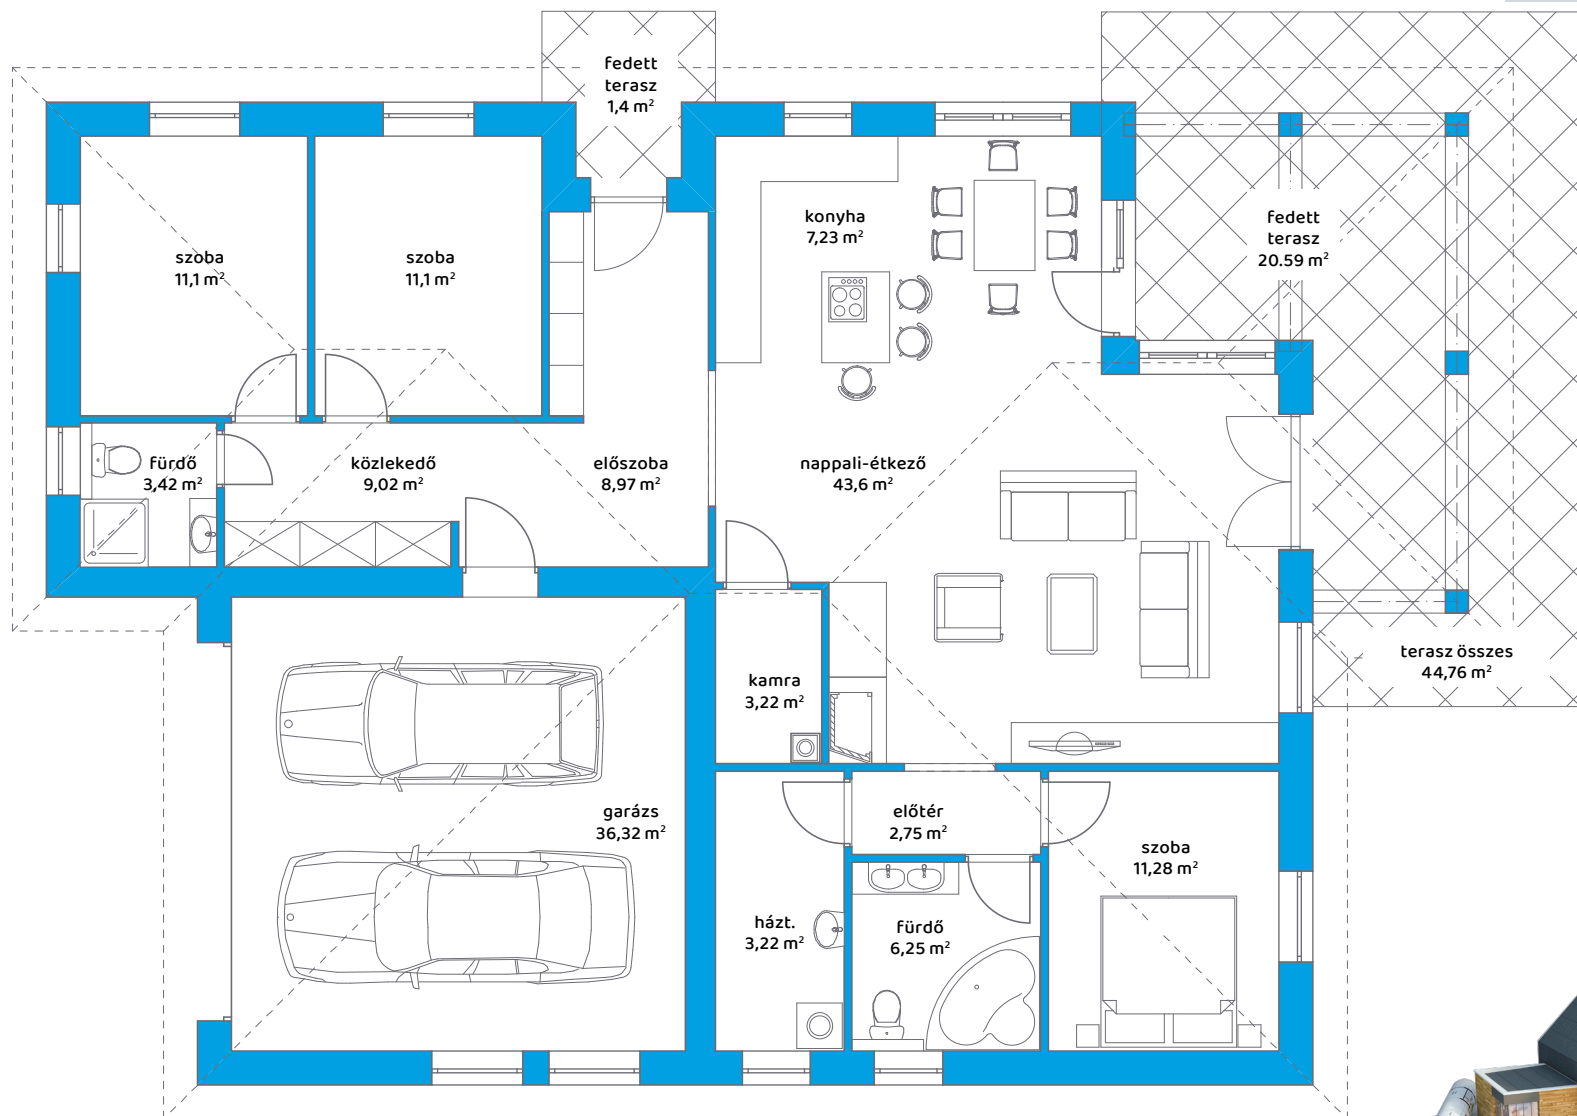 fedett
terasz
1,4 m²
szoba
11,1 m²
szoba
11,1 m²
konyha
7,23 m²
fedett
terasz
20.59 m²
fürdő
3,42 m²
közlekedő
9,02 m²
előszoba
8,97 m²
nappali-étkező
43,6 m²
terasz összes
44,76 m²
kamra
3,22 m²
garázs
36,32 m²
előtér
2,75 m²
szoba
11,28 m²
házt.
3,22 m²
fürdő
6,25 m²